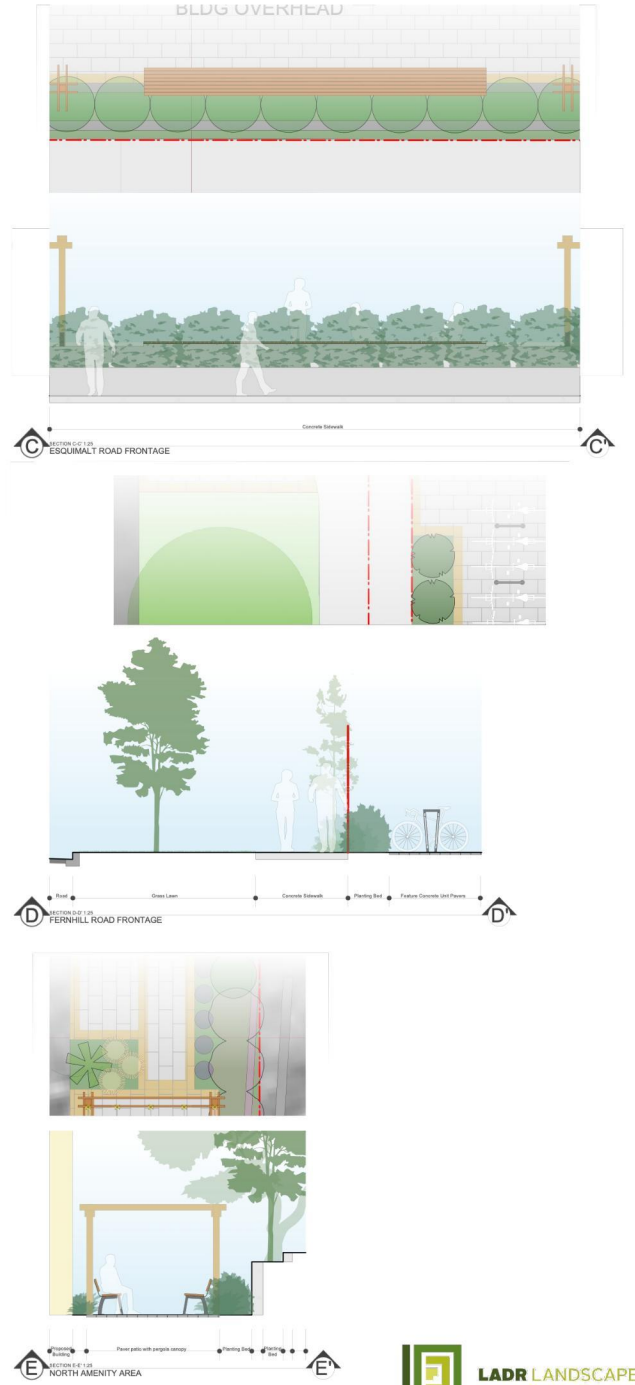 BLDG OVERHEAD
Concrete Sidewalk
C
SECTION C-C' 1:25
C'
ESQUIMALT ROAD FRONTAGE
Road
Grass Lawn
Concrete Sidewalk
Planting Bed
Feature Concrete Unit Pavers
D
SECTION D-D' 1:25
D'
FERNHILL ROAD FRONTAGE
Proposed
Building
Paver patio with pergola canopy
Planting Bed
Planting
Bed
E
SECTION E-E' 1:25
E'
NORTH AMENITY AREA
LADR LANDSCAPE